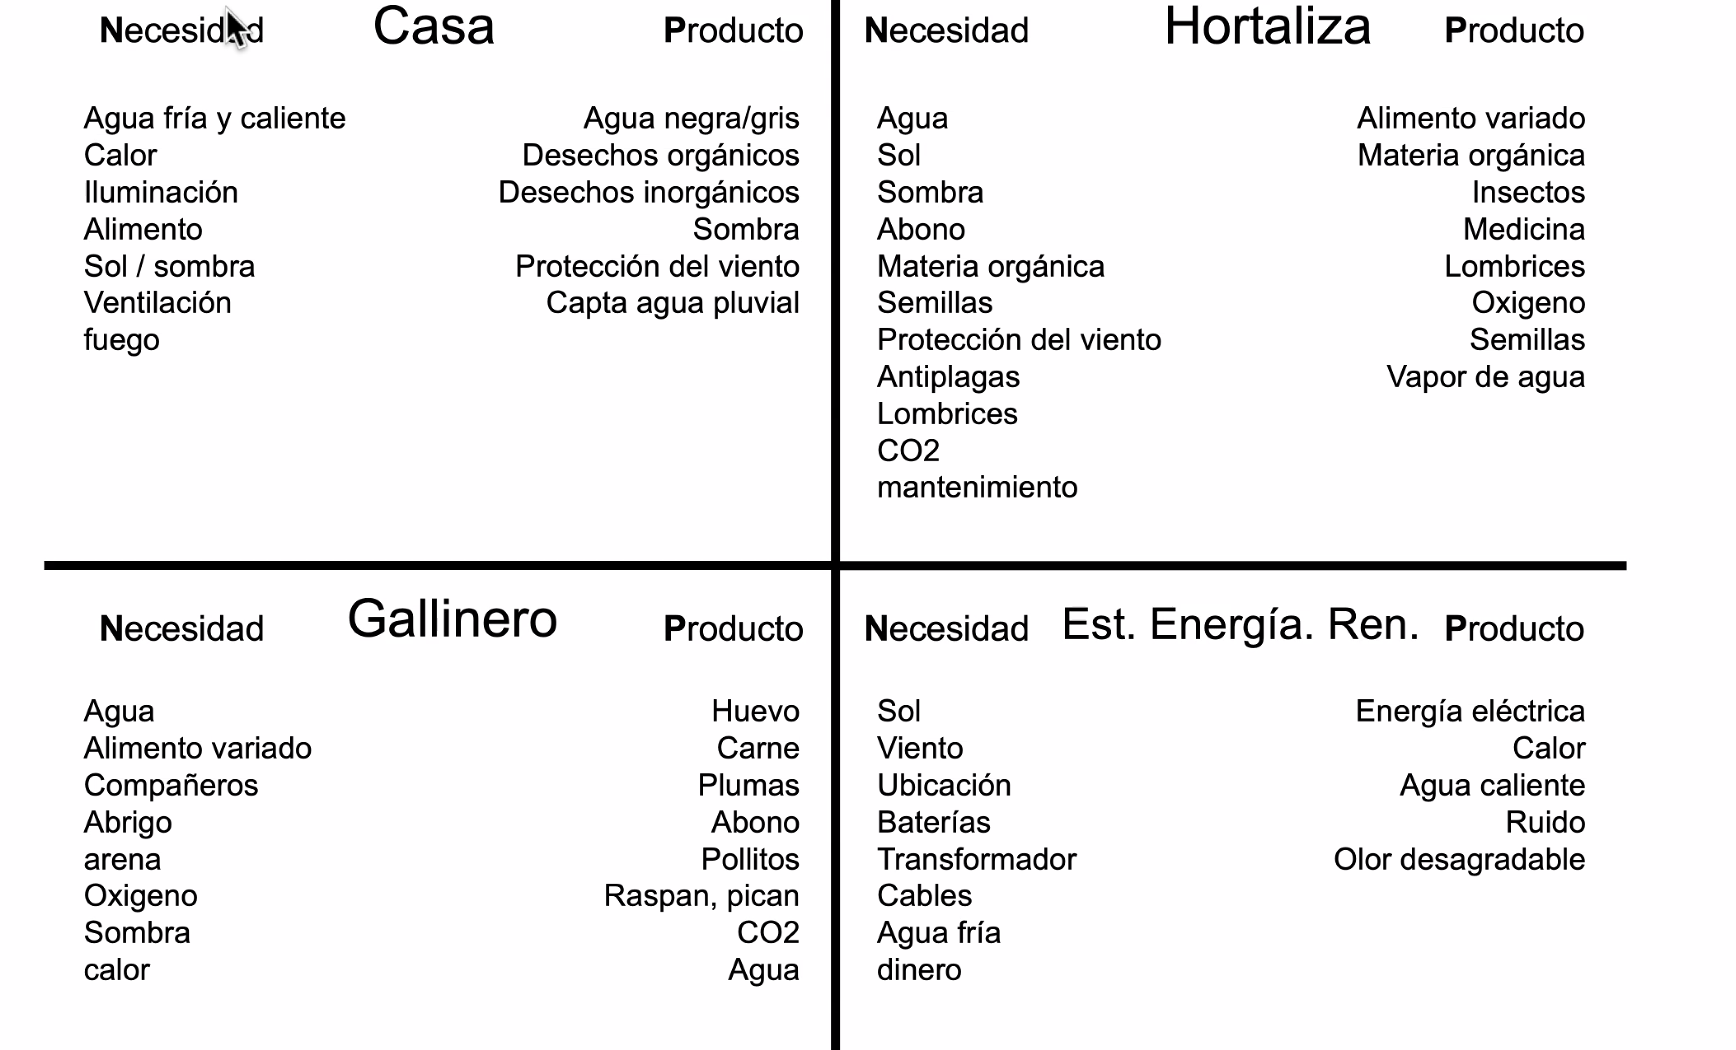 Necesidad Casa Producto
Agua fría y caliente
Calor
Iluminación
Alimento
Sol / sombra
Ventilación
fuego
Agua negra/gris
Desechos orgánicos
Desechos inorgánicos
Sombra
Protección del viento
Capta agua pluvial
Necesidad Hortaliza Producto
Agua
Sol
Sombra
Abono
Materia orgánica
Semillas
Protección del viento
Antiplagas
Lombrices
CO2
mantenimiento
Alimento variado
Materia orgánica
Insectos
Medicina
Lombrices
Oxigeno
Semillas
Vapor de agua
Necesidad Gallinero Producto
Agua
Alimento variado
Compañeros
Abrigo
arena
Oxigeno
Sombra
calor
Huevo
Carne
Plumas
Abono
Pollitos
Raspan, pican
CO2
Agua
Necesidad Est. Energía. Ren. Producto
Sol
Viento
Ubicación
Baterías
Transformador
Cables
Agua fría
dinero
Energía eléctrica
Calor
Agua caliente
Ruido
Olor desagradable